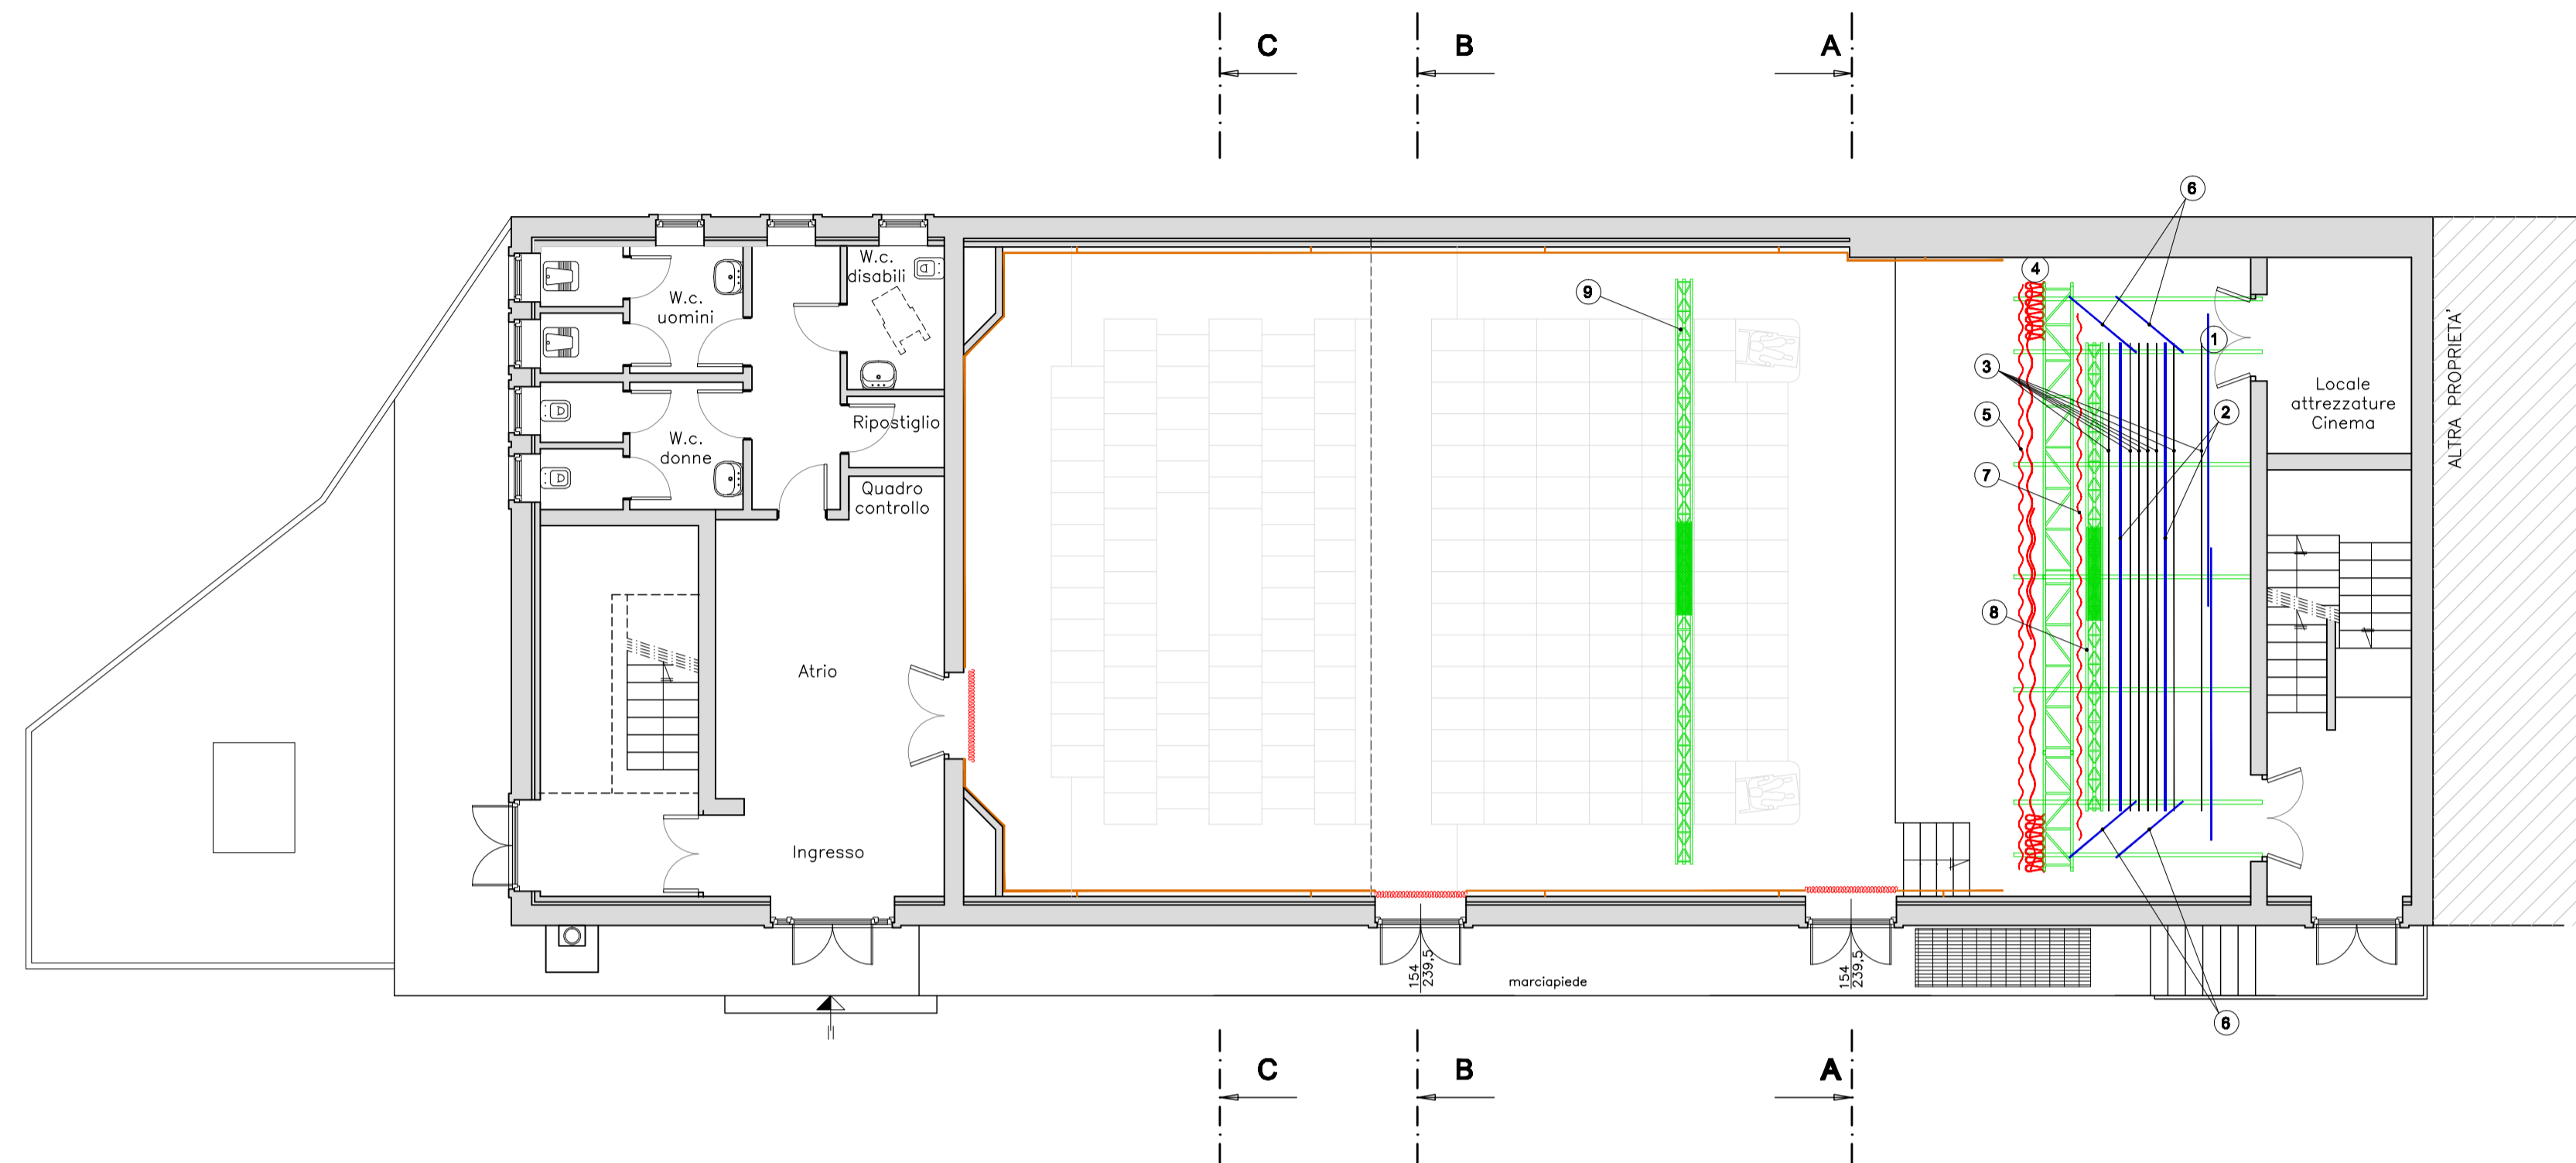 C
B
A
6
W.c.
disabili
4
9
W.c.
uomini
1
3
Locale
attrezzature
Cinema
ALTRA PROPRIETA'
2
5
Ripostiglio
W.c.
donne
7
Quadro
controllo
8
Atrio
Ingresso
154
239,5
154
239,5
marciapiede
6
C
B
A